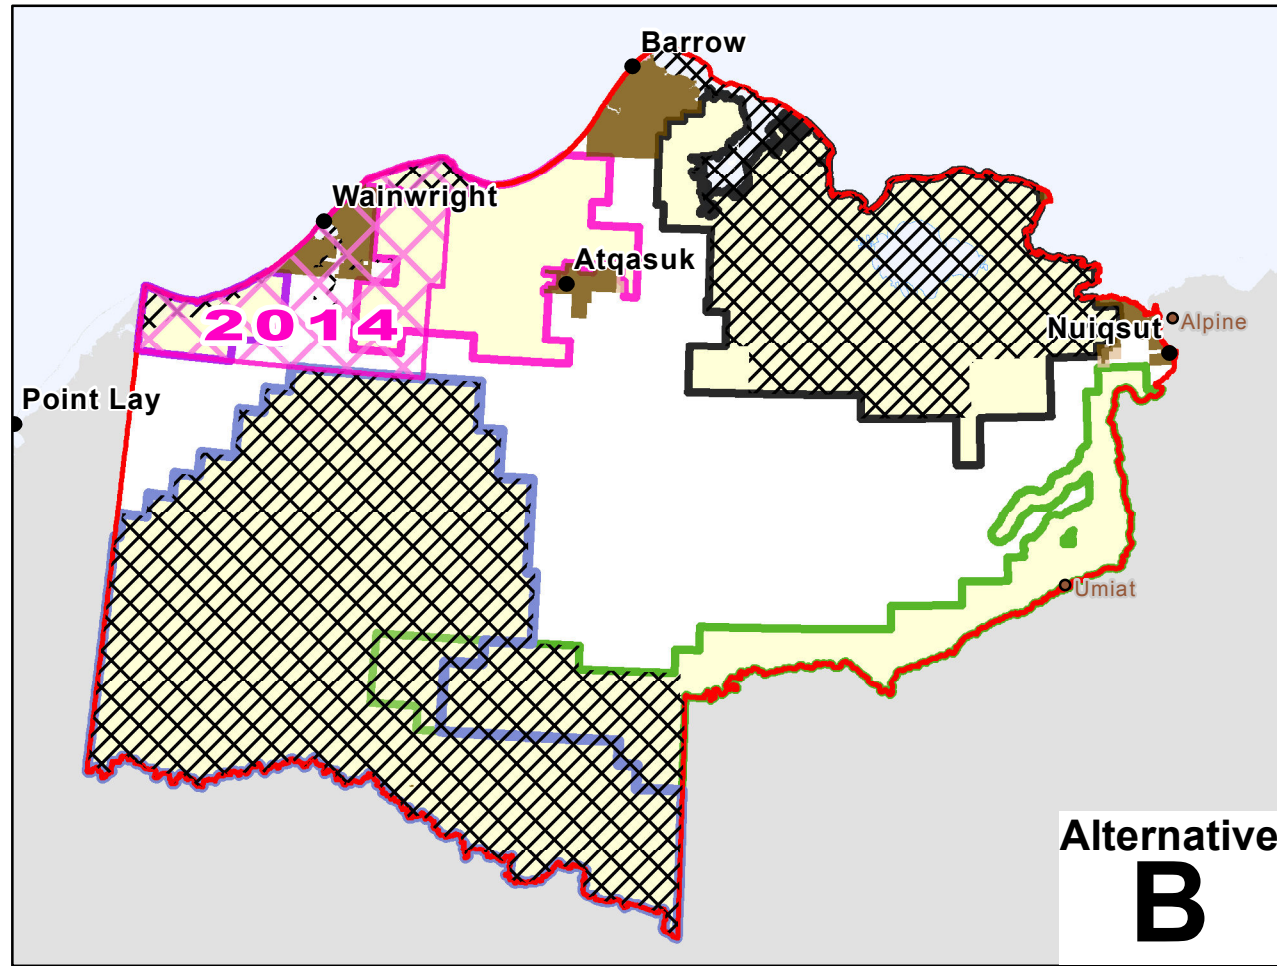 Barrow
Wainwright
Atqasuk
2014
Nuiqsut
Alpine
Point Lay
Umiat
Alternative
B